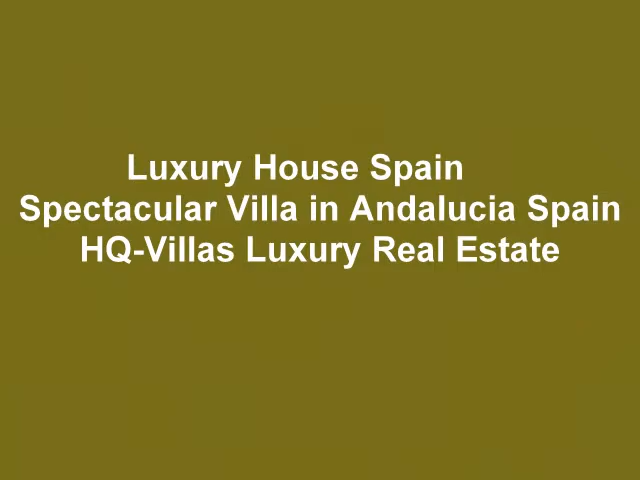 Luxury House Spain
Spectacular Villa in Andalucia Spain
HQ-Villas Luxury Real Estate